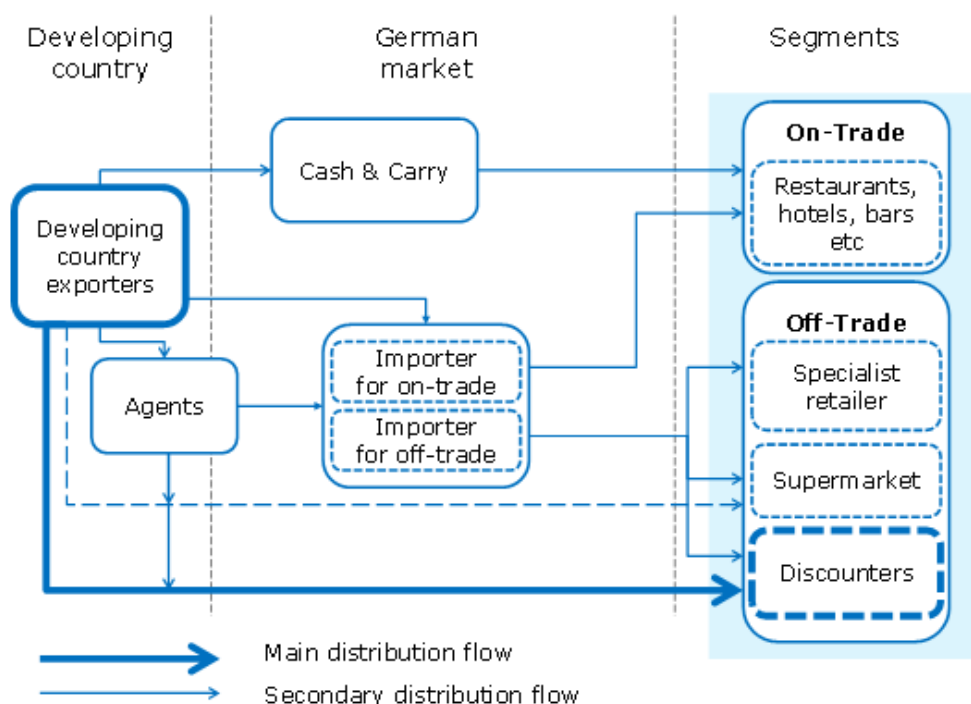 Developing
country
German
market
Segments
On-Trade
Cash & Carry
Restaurants,
hotels, bars
etc
Developing
country
exporters
Off-Trade
Importer
for on-trade
Specialist
retailer
Agents
Importer
for off-trade
Supermarket
Discounters
Main distribution flow
Secondary distribution flow